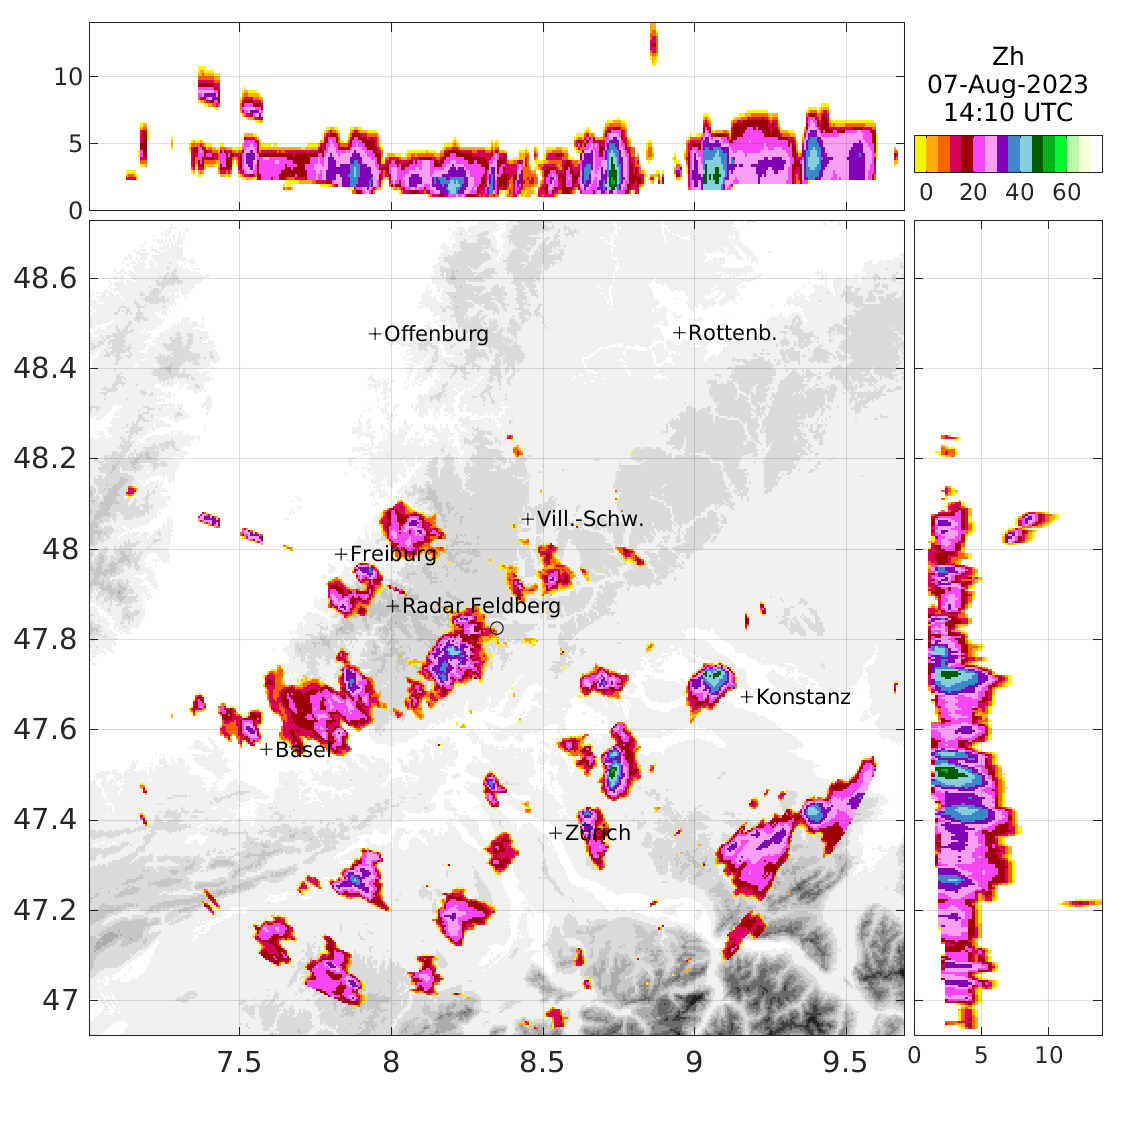 10
5
0
Zh
07-Aug-2023
14:10 UTC
0 20 40 60
48.6
48.4
48.2
48
47.8
47.6
47.4
47.2
47
Offenburg
Rottenb.
Vill.-Schw.
Freiburg
Radar Feldberg
Konstanz
Basel
Zürich
7.5 8 8.5 9 9.5
0 5 10